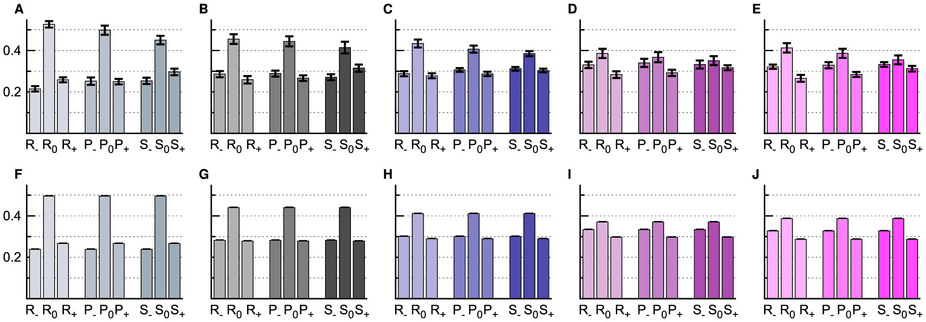 A B C D E
0.4
0.2
R- R0 R+ P- P0 P+ S- S0 S+ R- R0 R+ P- P0 P+ S- S0 S+ R- R0 R+ P- P0 P+ S- S0 S+ R- R0 R+ P- P0 P+ S- S0 S+ R- R0 R+ P- P0 P+ S- S0 S+
F G H I J
0.4
0.2
R- R0 R+ P- P0 P+ S- S0 S+ R- R0 R+ P- P0 P+ S- S0 S+ R- R0 R+ P- P0 P+ S- S0 S+ R- R0 R+ P- P0 P+ S- S0 S+ R- R0 R+ P- P0 P+ S- S0 S+